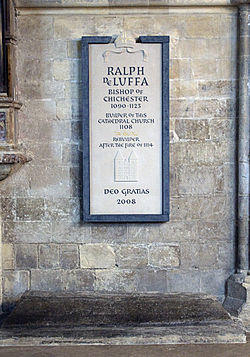 RALPH
De LUFFA
BISHOP OF
CHICHESTER
1090-1123
BUILDER OF THIS
CATHEDRAL CHURCH
1108
REBUILDER
AFTER THE FIRE OF 1114
DEO GRATIAS
2008